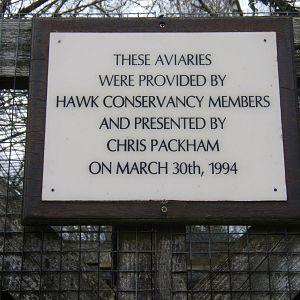 THESE AVIARIES
WERE PROVIDED BY
HAWK CONSERVANCY MEMBERS
AND PRESENTED BY
CHRIS PACKHAM
ON MARCH 30th, 1994